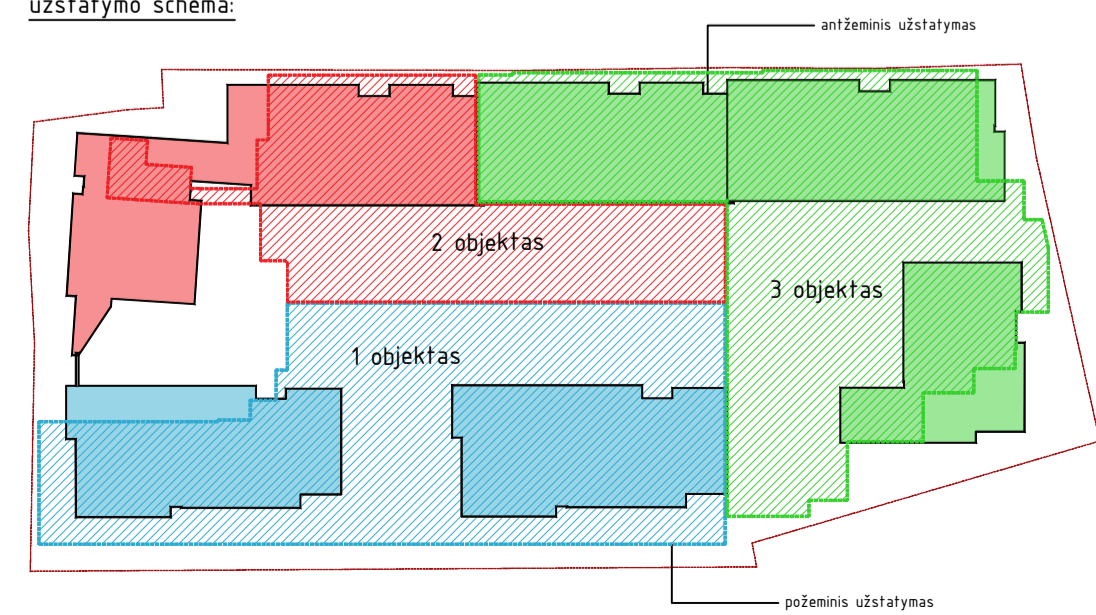 užstatymo schema:
antžeminis užstatymas
2 objektas
3 objektas
1 objektas
požeminis užstatymas